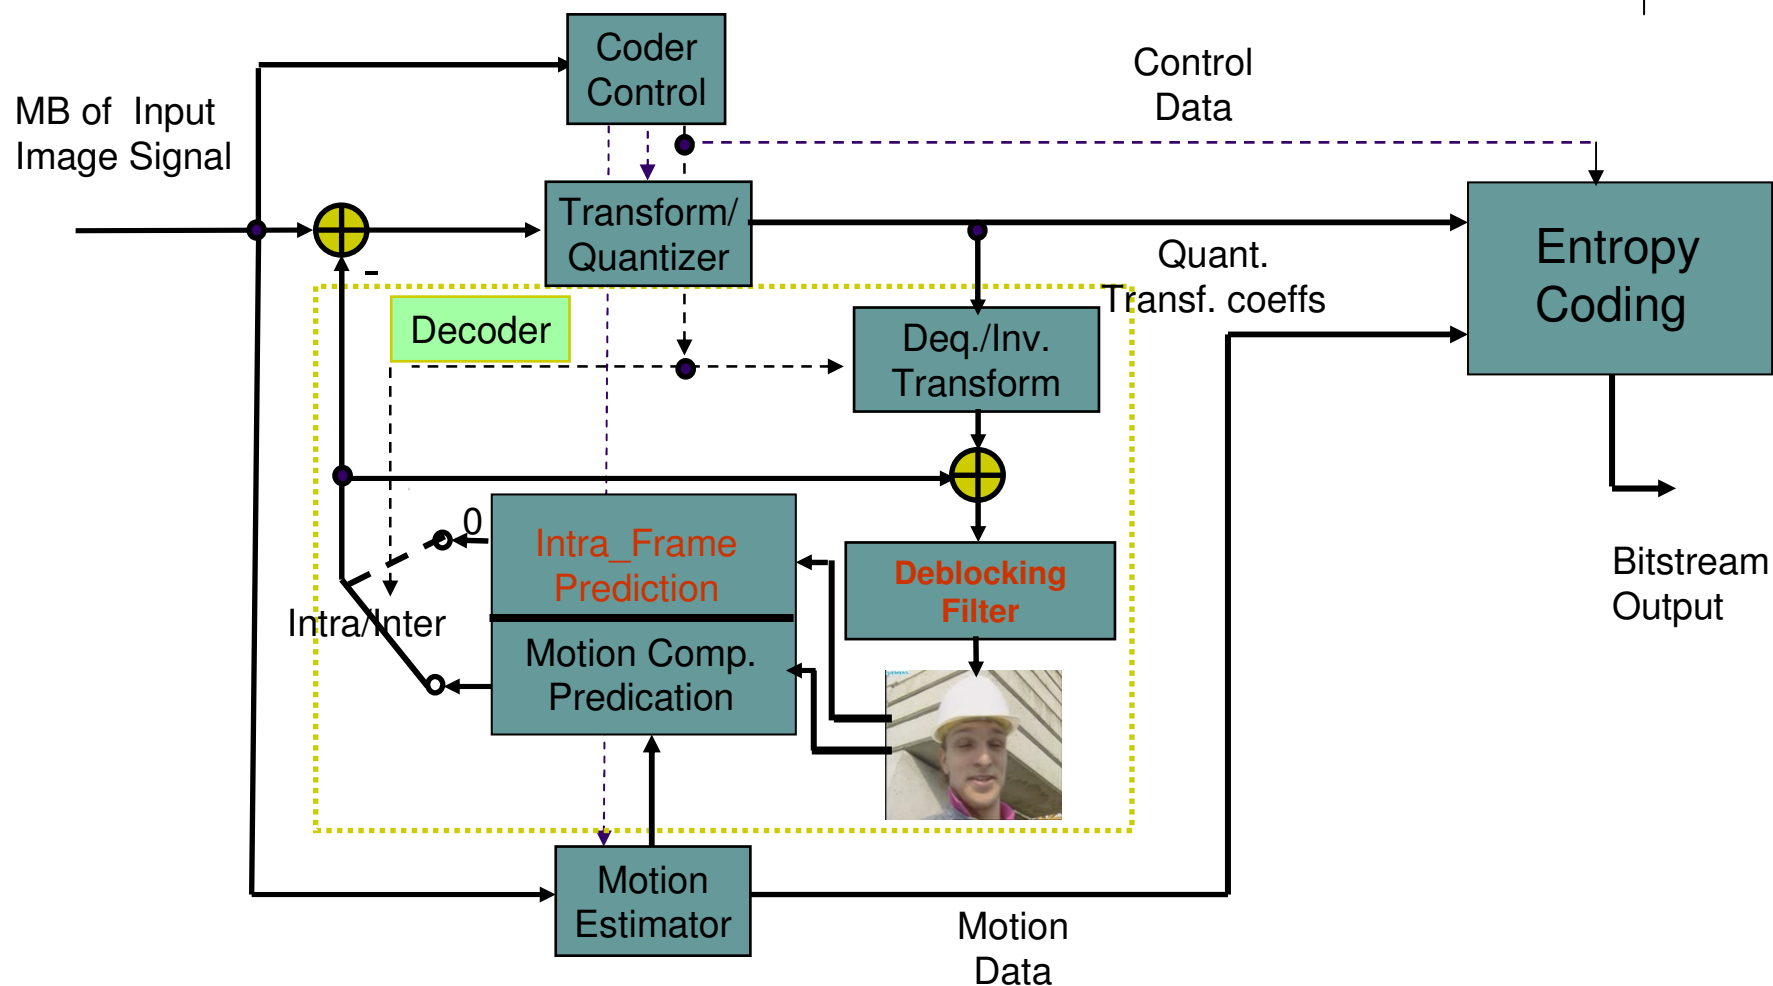 Coder
Control
Control
Data
MB of Input
Image Signal
Transform/
Quantizer
-
Quant.
Transf. coeffs
Entropy
Coding
Decoder
Deq./Inv.
Transform
0
Intra_Frame
Prediction
Deblocking
Filter
Bitstream
Output
Intra/Inter
Motion Comp.
Predication
Motion
Estimator
Motion
Data